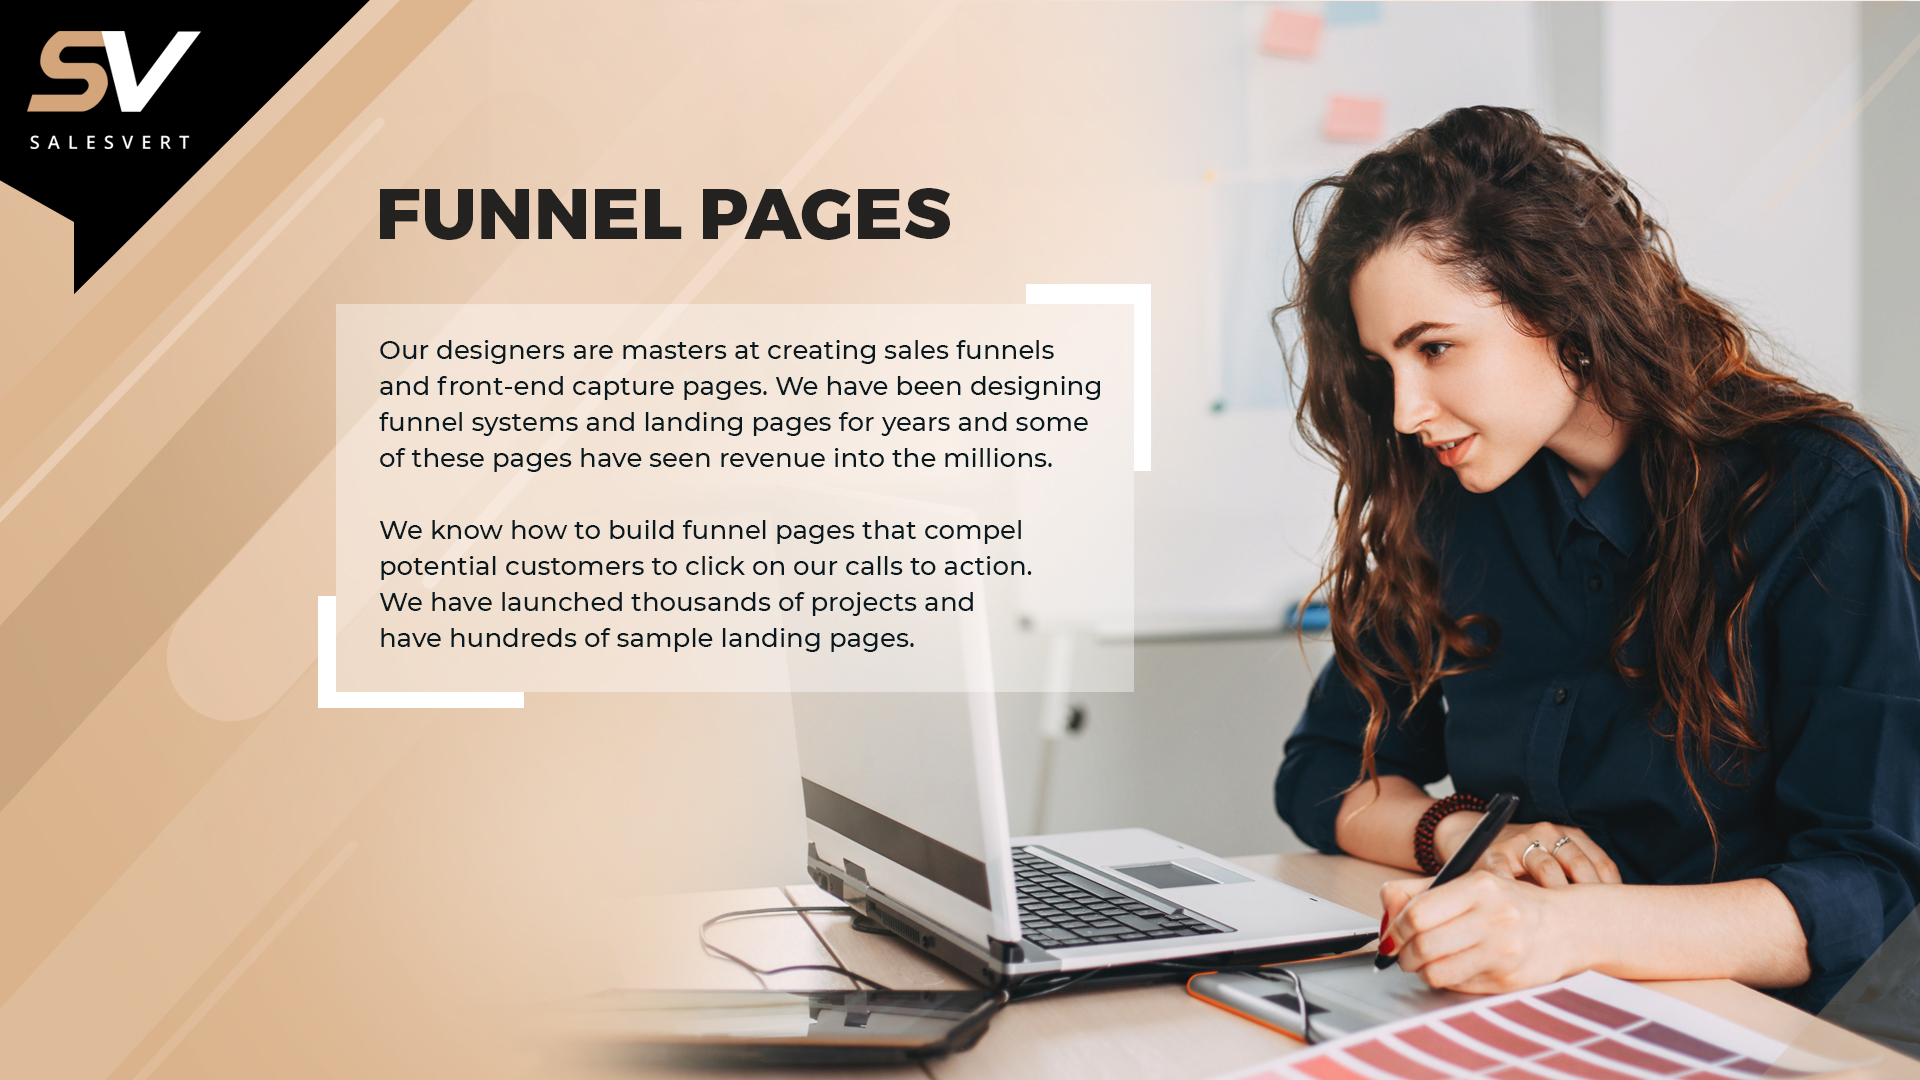 SV
SALESVERT
FUNNEL PAGES
Our designers are masters at creating sales funnels
and front-end capture pages. We have been designing
funnel systems and landing pages for years and some
of these pages have seen revenue into the millions.
We know how to build funnel pages that compel
potential customers to click on our calls to action.
We have launched thousands of projects and
have hundreds of sample landing pages.